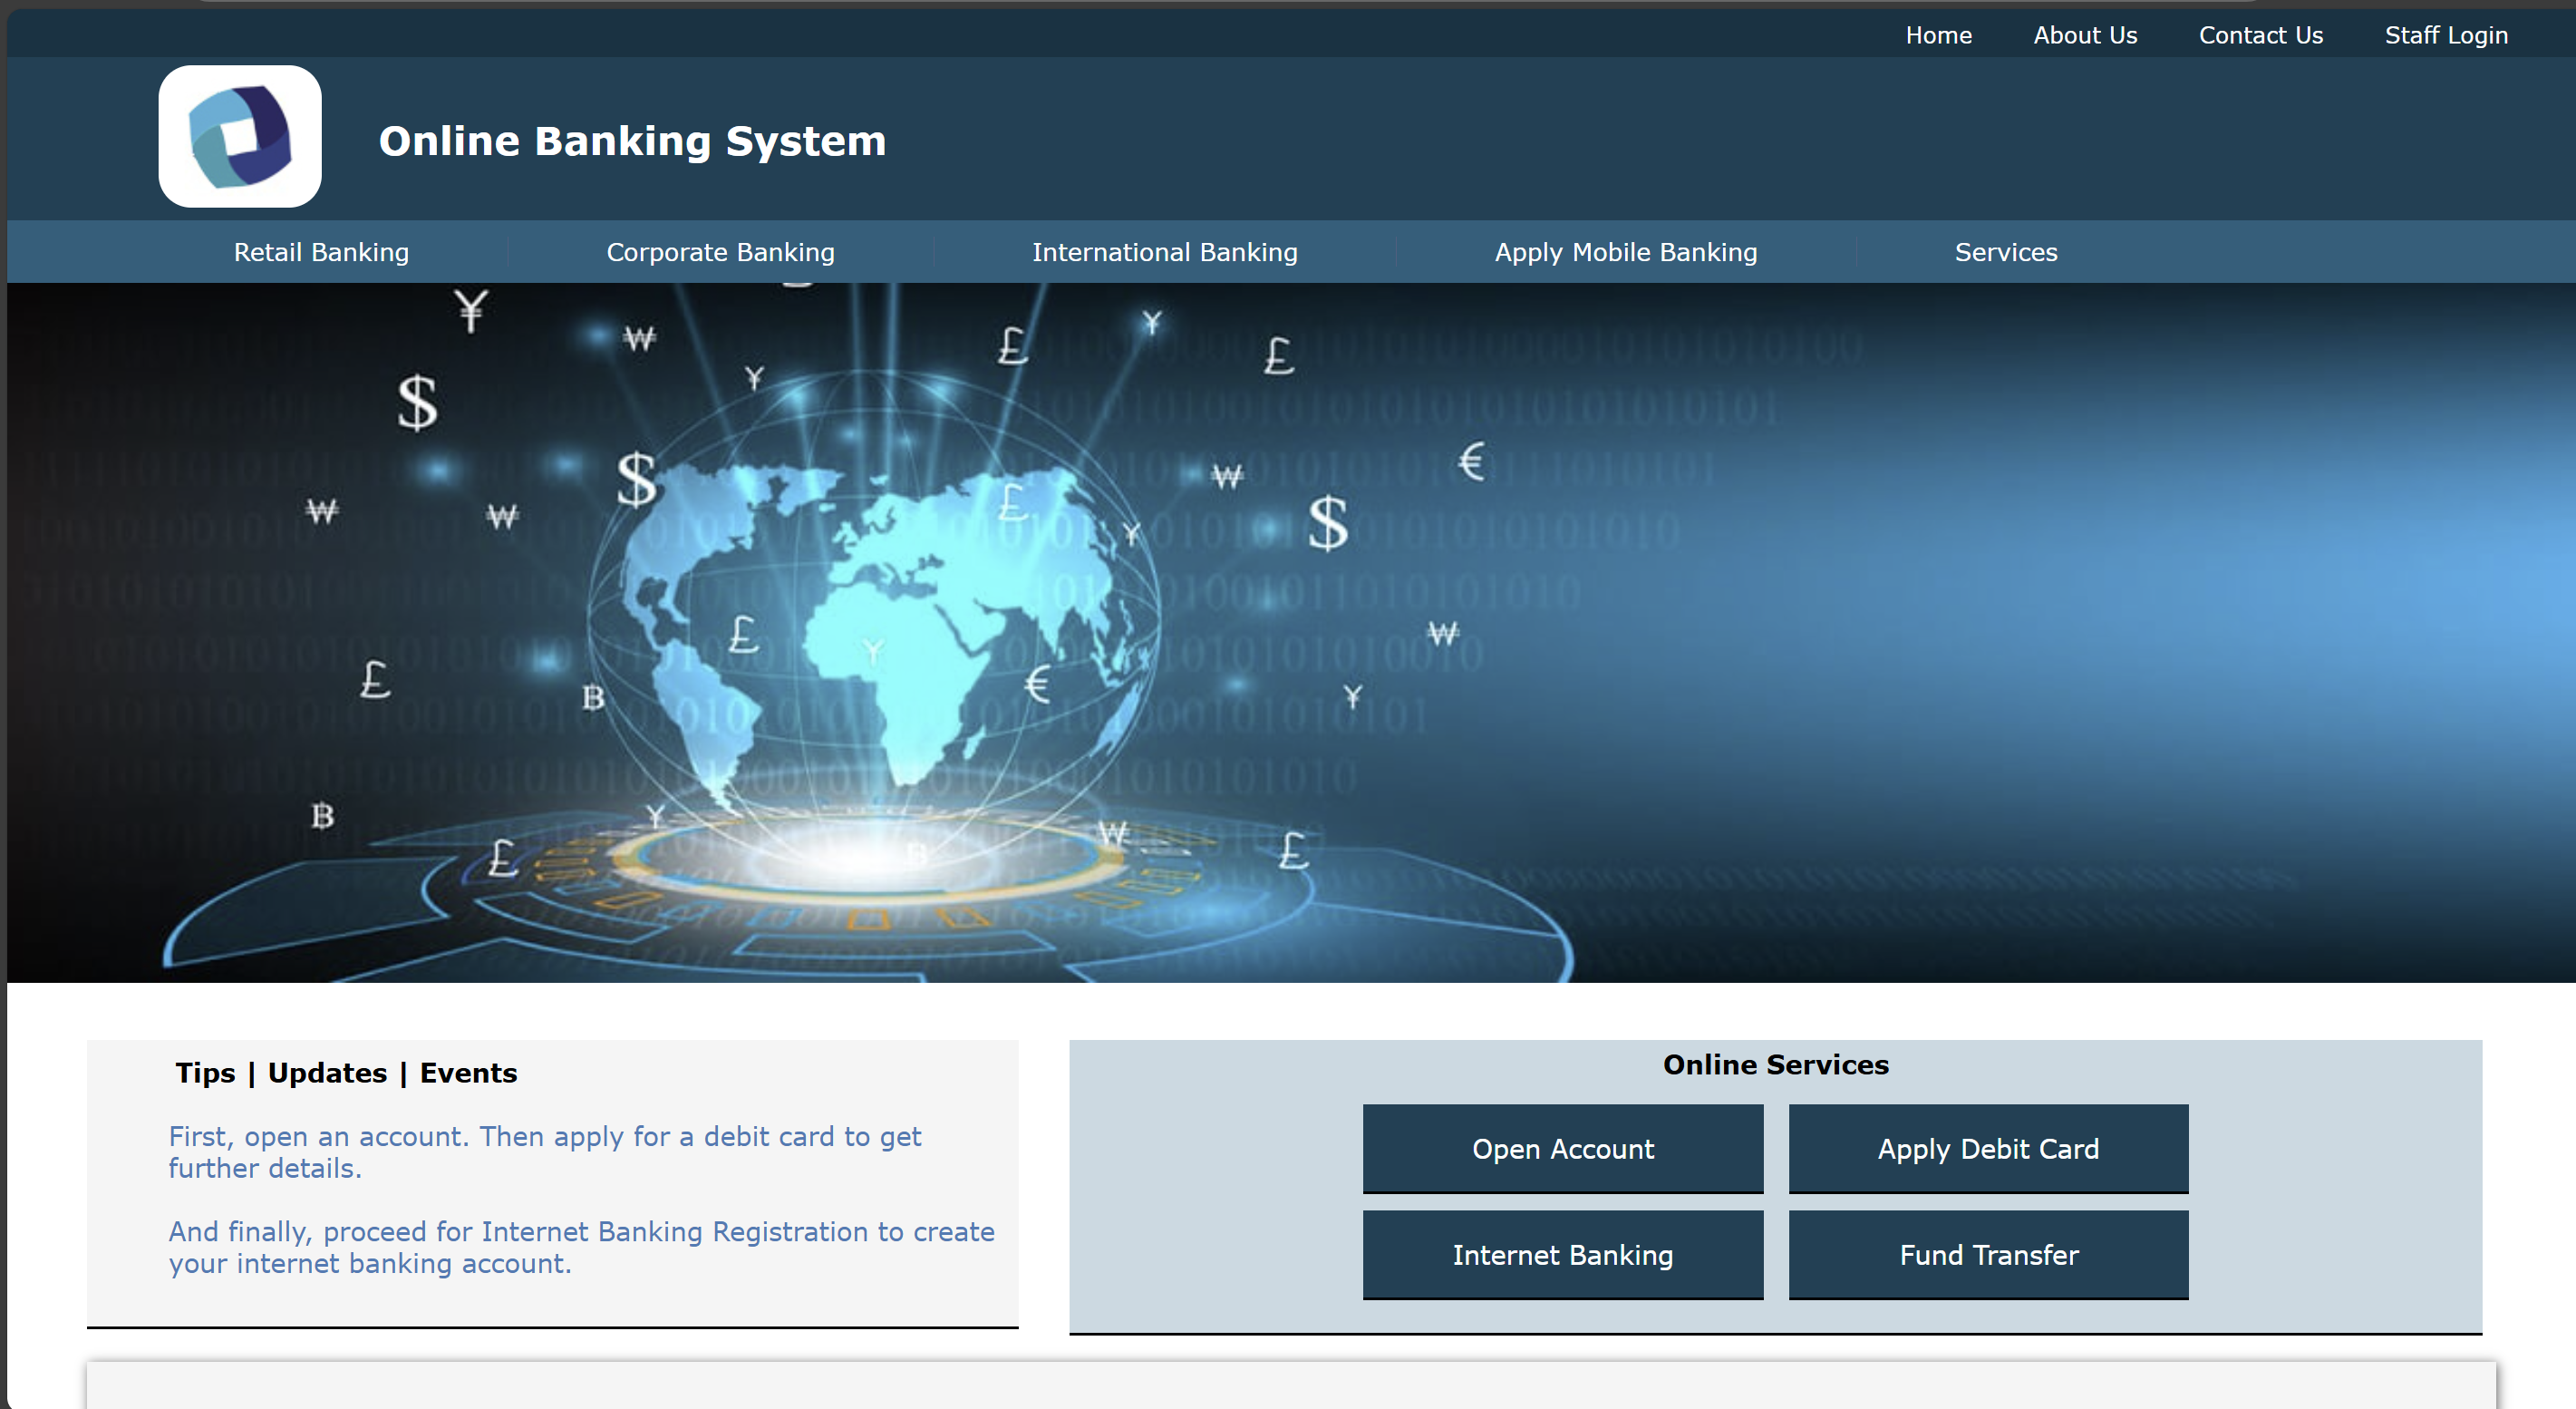 Home About Us Contact Us Staff Login
Online Banking System
Retail Banking Corporate Banking International Banking Apply Mobile Banking Services
Tips | Updates | Events
First, open an account. Then apply for a debit card to get
further details.
And finally, proceed for Internet Banking Registration to create
your internet banking account.
Online Services
Open Account Apply Debit Card
Internet Banking Fund Transfer